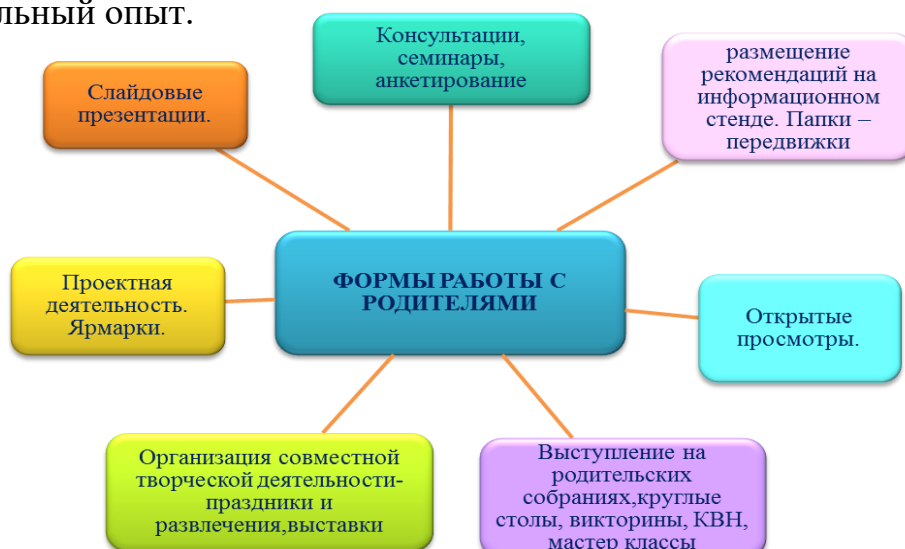 льный опыт.
Консультации,
семинары,
анкетирование
размещение
рекомендаций на
информационном
стенде. Папки –
передвижки
Слайдовые
презентации.
ФОРМЫ РАБОТЫ С
РОДИТЕЛЯМИ
Проектная
деятельность.
Ярмарки.
Открытые
просмотры.
Организация совместной
творческой деятельности-
праздники и
развлечения,выставки
Выступление на
родительских
собраниях,круглые
столы, викторины, КВН,
мастер классы